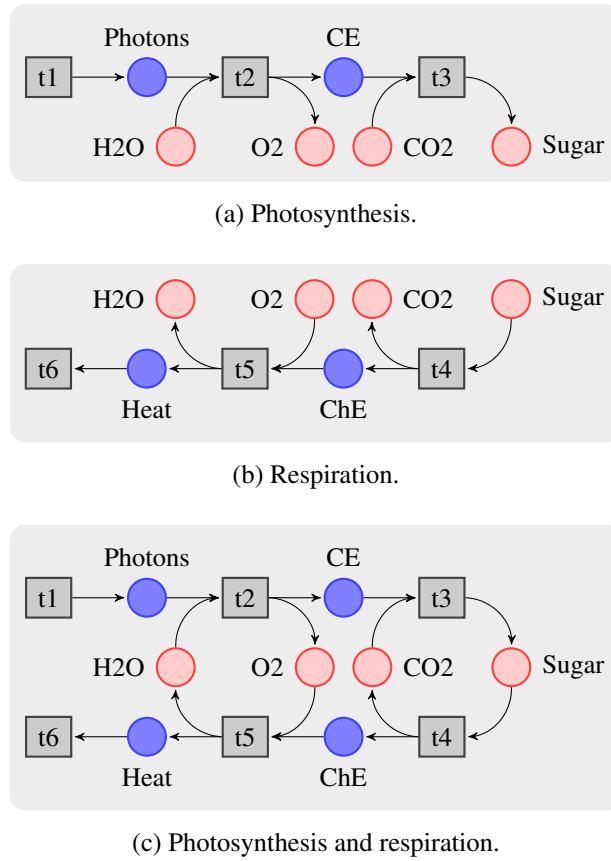 Photons CE
t1 t2 t3
H2O O2 CO2 Sugar
(a) Photosynthesis.
H2O O2 CO2 Sugar
t6 t5 t4
Heat ChE
(b) Respiration.
Photons CE
t1 t2 t3
H2O O2 CO2 Sugar
t6 t5 t4
Heat ChE
(c) Photosynthesis and respiration.